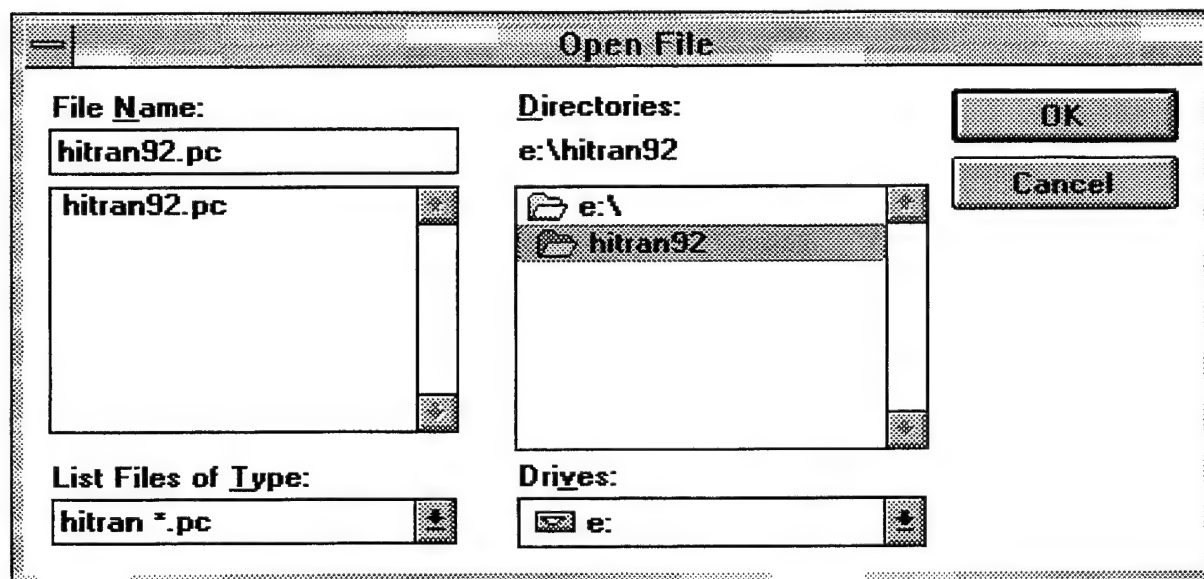 Open File
File Name:
hitran92.pc
hitran92.pc
List Files of Type:
hitran *.pc
Directories:
e:\hitran92
e:\
hitran92
Drives:
e:
OK
Cancel